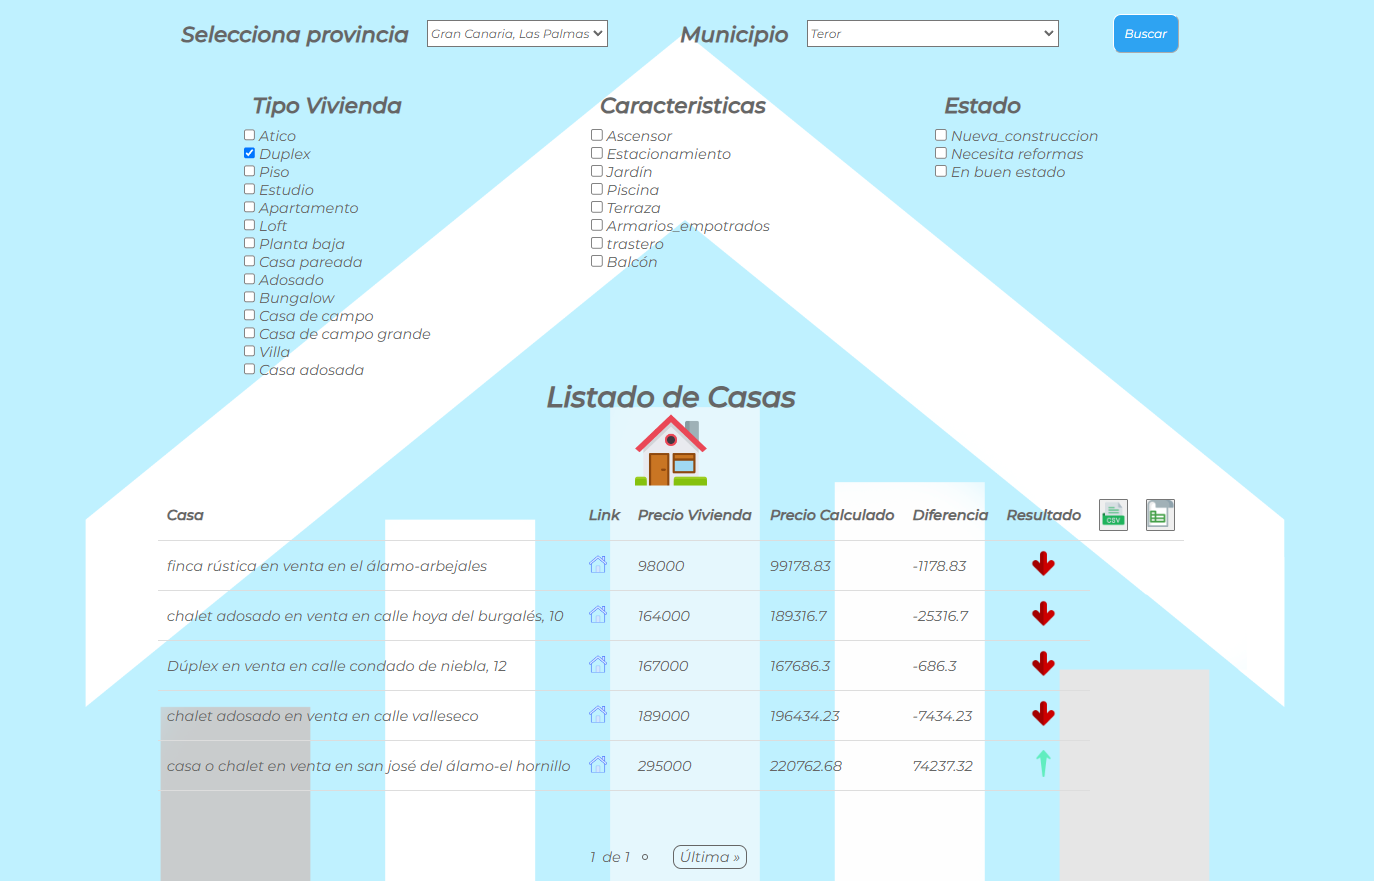 Selecciona provincia Gran Canaria, Las Palmas Municipio Teror Buscar
Tipo Vivienda
Atico
Duplex
Piso
Estudio
Apartamento
Loft
Planta baja
Casa pareada
Adosado
Bungalow
Casa de campo
Casa de campo grande
Villa
Casa adosada
Caracteristicas
Ascensor
Estacionamiento
Jardín
Piscina
Terraza
Armarios_empotrados
trastero
Balcón
Estado
Nueva_construccion
Necesita reformas
En buen estado
Listado de Casas
Casa Link Precio Vivienda Precio Calculado Diferencia Resultado CSV
finca rústica en venta en el álamo-arbejales 98000 99178.83 -1178.83
chalet adosado en venta en calle hoya del burgalés, 10 164000 189316.7 -25316.7
Dúplex en venta en calle condado de niebla, 12 167000 167686.3 -686.3
chalet adosado en venta en calle valleseco 189000 196434.23 -7434.23
casa o chalet en venta en san josé del álamo-el hornillo 295000 220762.68 74237.32
1 de 1 Última »